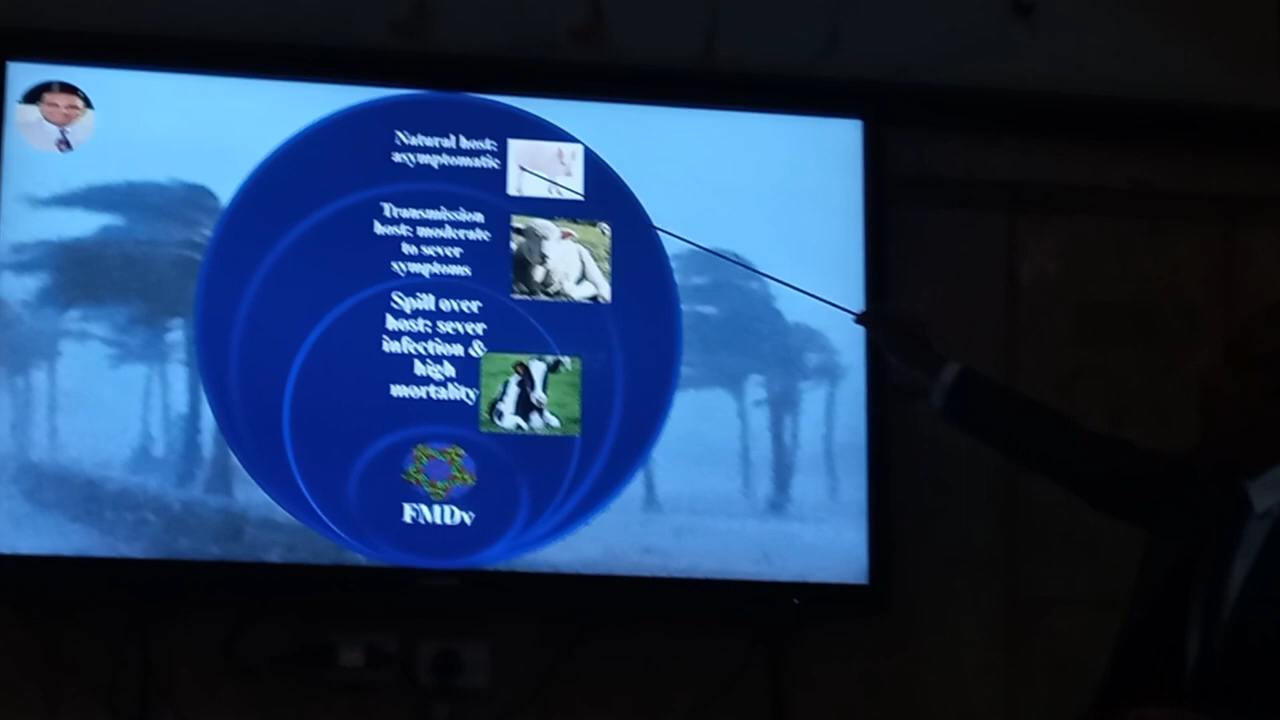 Natural host:
asymptomatic
Transmission
host: moderate
to sever
symptoms
Spill over
host: sever
infection &
high
mortality
FMDv